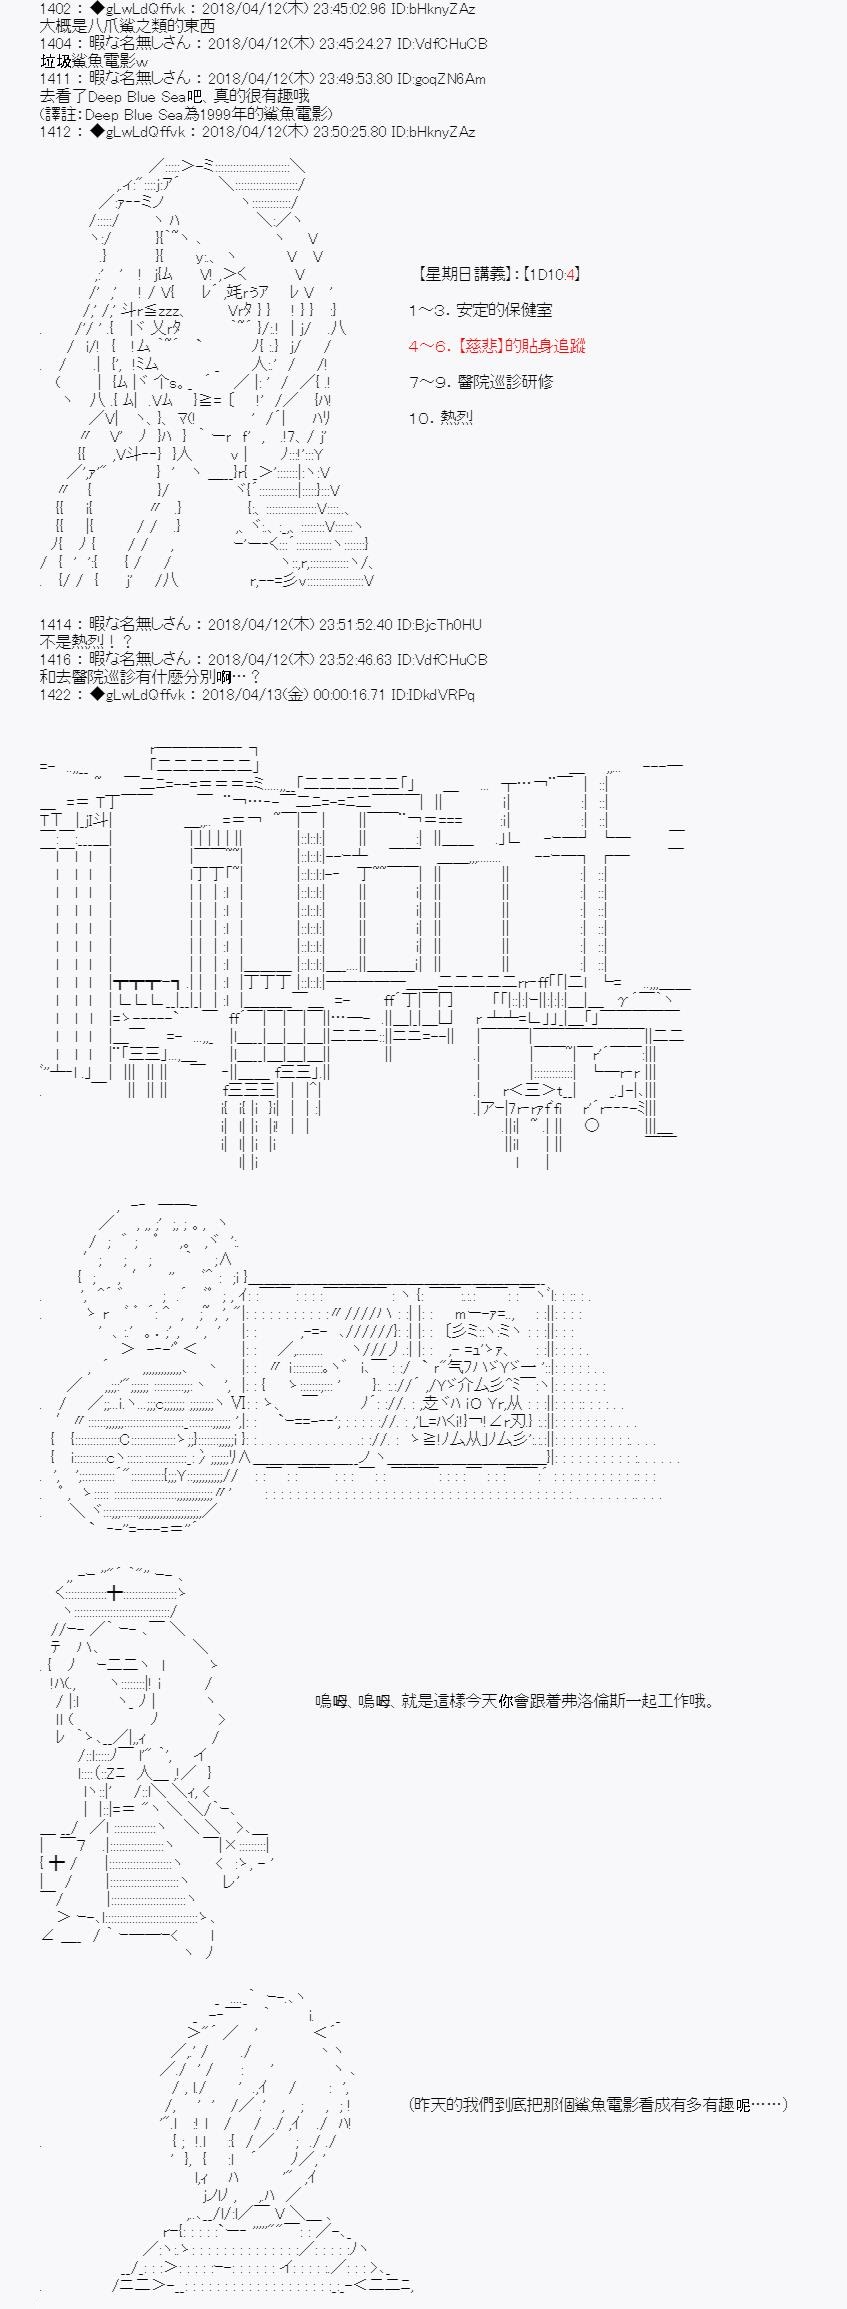 1402 : ◆gLwLdQffvk : 2018/04/12(木) 23:45:02.96 ID:bHknyZAz
大概是八爪鯊之類的東西
1404 : 暇な名無しさん : 2018/04/12(木) 23:45:24.27 ID:VdfCHuCB
垃圾鯊魚電影w
1411 : 暇な名無しさん : 2018/04/12(木) 23:49:53.80 ID:goqZN6Am
去看了Deep Blue Sea吧、真的很有趣哦
(譯註:Deep Blue Sea為1999年的鯊魚電影)
1412 : ◆gLwLdQffvk : 2018/04/12(木) 23:50:25.80 ID:bHknyZAz
【星期日講義】:【1D10:4】
1～3. 安定的保健室
4～6.【慈悲】的貼身追蹤
7～9. 醫院巡診研修
10. 熱烈
1414 : 暇な名無しさん : 2018/04/12(木) 23:51:52.40 ID:BjcTh0HU
不是熱烈！？
1416 : 暇な名無しさん : 2018/04/12(木) 23:52:46.63 ID:VdfCHuCB
和去醫院巡診有什麼分別啊…？
1422 : ◆gLwLdQffvk : 2018/04/13(金) 00:00:16.71 ID:IDkdVRPq
嗚姆、嗚姆、就是這樣今天你會跟着弗洛倫斯一起工作哦。
(昨天的我們到底把那個鯊魚電影看成有多有趣呢……)